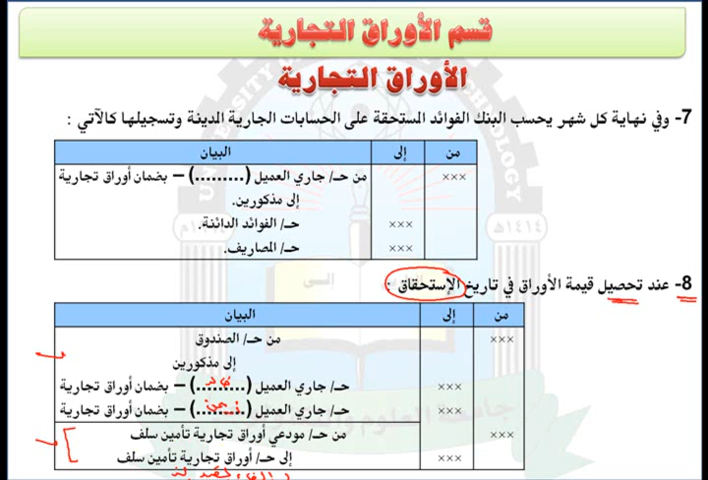 قسم الأوراق التجارية
الأوراق التجارية
7- وفي نهاية كل شهر يحسب البنك الفوائد المستحقة على الحسابات الجارية المدينة وتسجيلها كالآتي :
من إلى البيان
××× من حـ/ جاري العميل (.........) – بضمان أوراق تجارية
إلى مذكورين.
××× حـ/ الفوائد الدائنة.
××× حـ/ المصاريف.
8- عند تحصيل قيمة الأوراق في تاريخ الإستحقاق :
من إلى البيان
××× من حـ/ الصندوق
إلى مذكورين
××× حـ/ جاري العميل (.........) – بضمان أوراق تجارية
××× حـ/ جاري العميل (.........) – بضمان أوراق تجارية
××× من حـ/ مودعي أوراق تجارية تأمين سلف
××× إلى حـ/ أوراق تجارية تأمين سلف